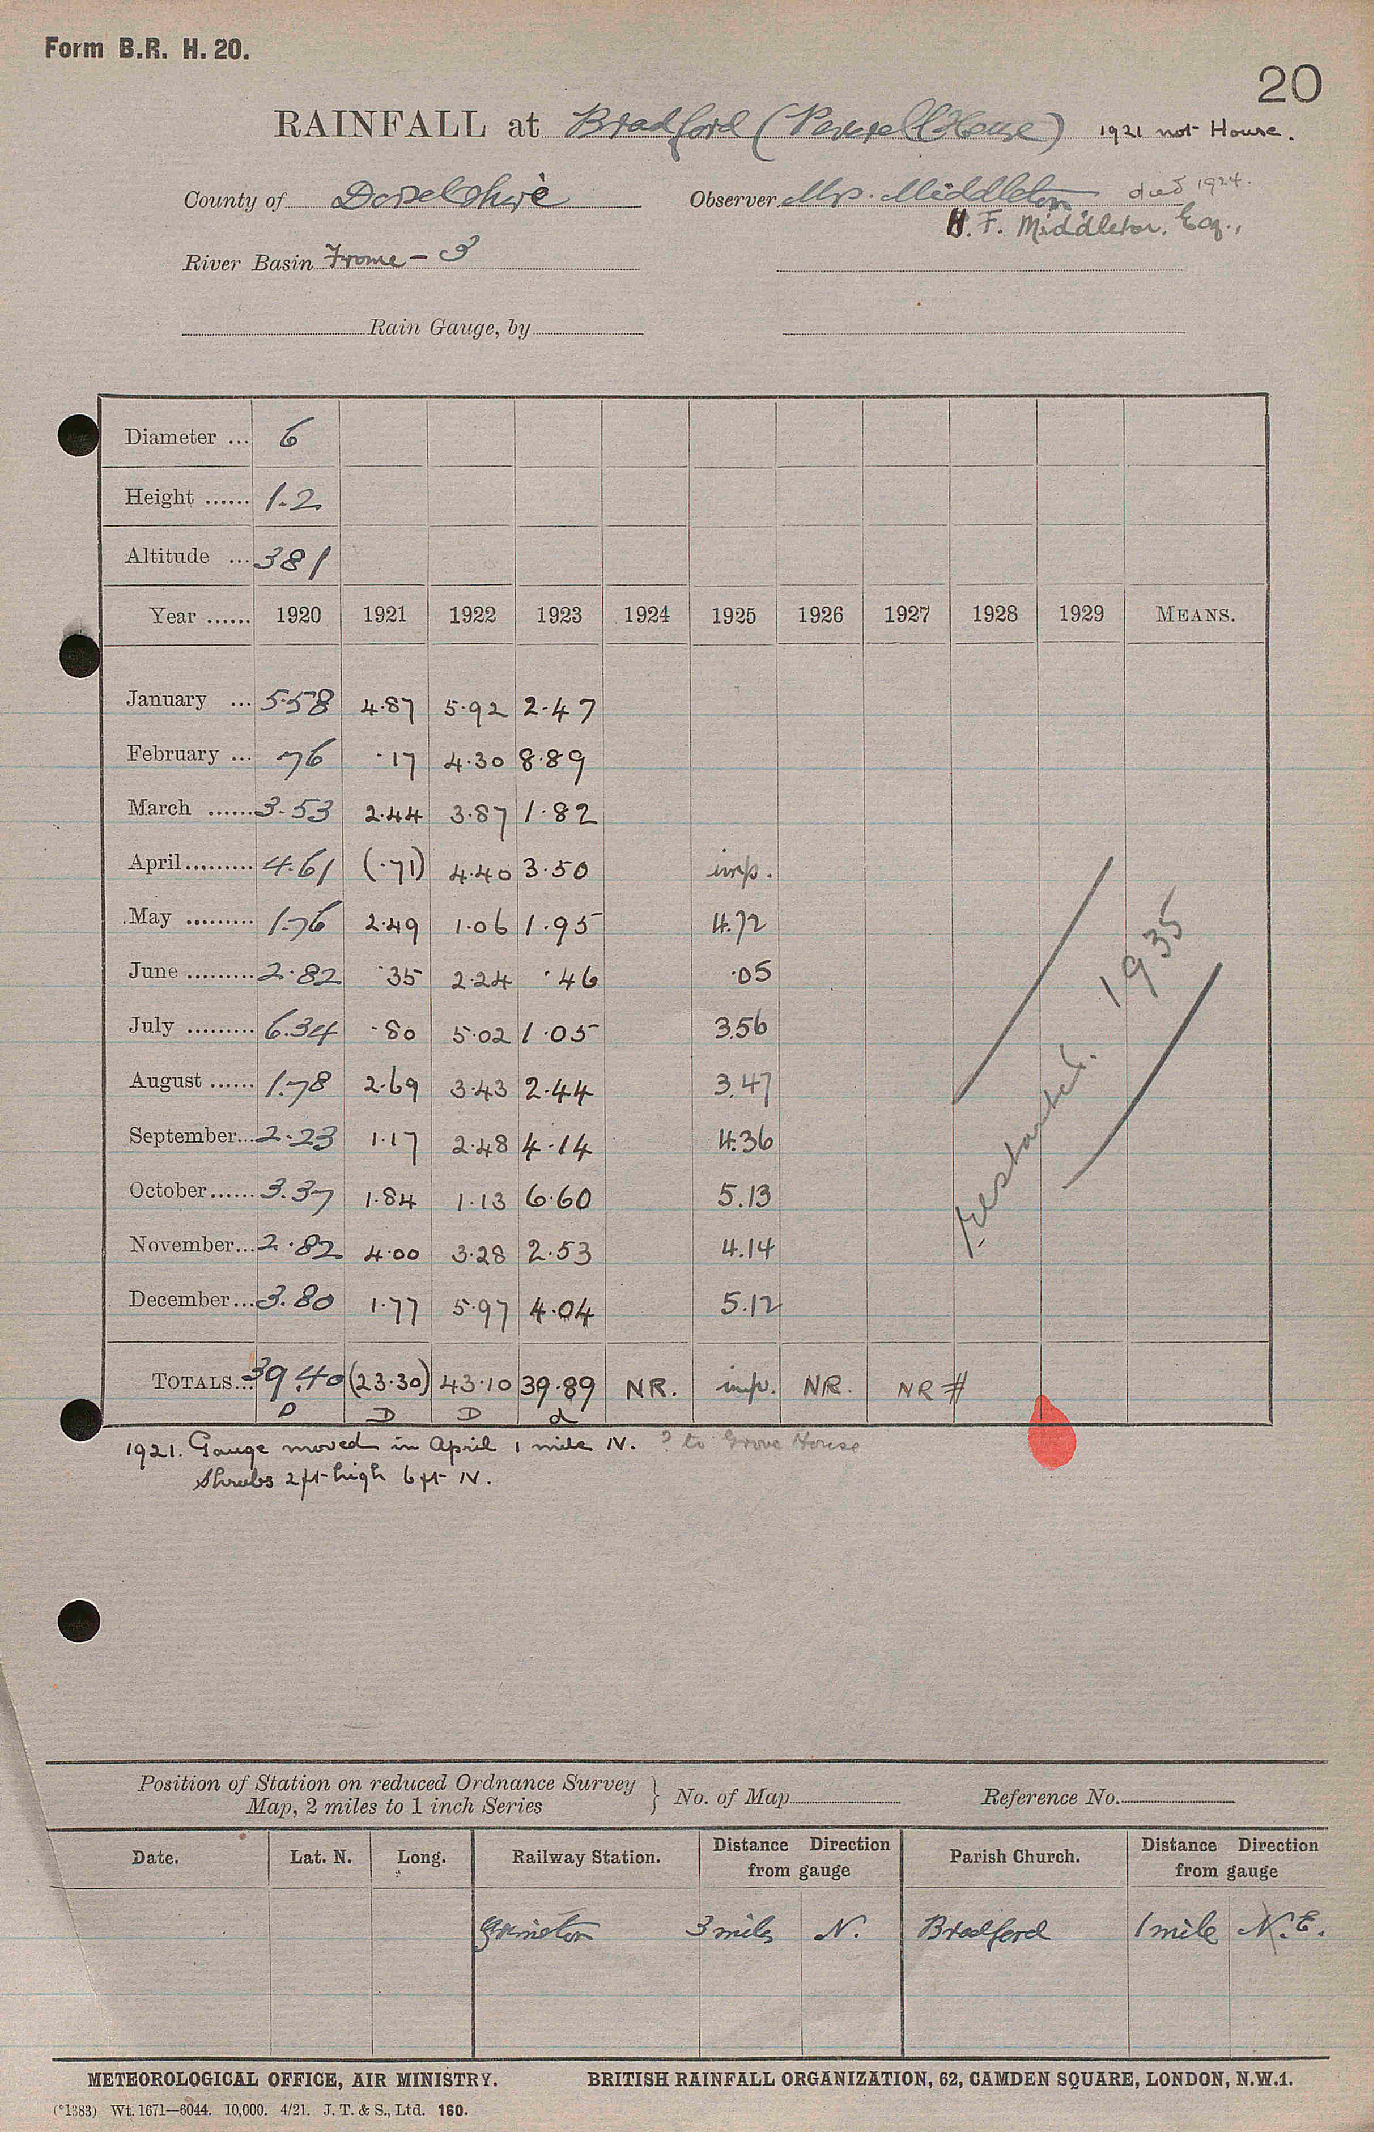 Form B.R. H. 20.
20
RAINFALL at Bradford (Peverell House) 1921 not House.
County of Dorsetshire Observer Mrs. Middleton died 1924.
H. F. Middleton. Esq.,
River Basin Frome - 3
Rain Gauge, by
Diameter ... 6
Height ...... 1.2
Altitude ... 381
Year ...... 1920 1921 1922 1923 1924 1925 1926 1927 1928 1929 MEANS.
January ... 5.58 4.87 5.92 2.47
February ... .76 .17 4.30 8.89
March ...... 3.53 2.44 3.87 1.82
April ......... 4.61 (.71) 4.40 3.50 imp.
May ......... 1.76 2.49 1.06 1.95 4.72
June ......... 2.82 .35 2.24 .46 .05
July ......... 6.34 .80 5.02 1.05 3.56
August ...... 1.78 2.69 3.43 2.44 3.47
September... 2.23 1.17 2.48 4.14 4.36
October...... 3.37 1.84 1.13 6.60 5.13
November... 2.82 4.00 3.28 2.53 4.14
December... 3.80 1.77 5.97 4.04 5.12
restarted. 1935
TOTALS... 39.40 (23.30) 43.10 39.89 NR. imp. NR. NR #
D D D d
1921. Gauge moved in April 1 mile N. ? to Grove House
Shrubs 2ft high 6 ft N.
Position of Station on reduced Ordnance Survey
Map, 2 miles to 1 inch Series } No. of Map Reference No.
Date. Lat. N. Long. Railway Station. Distance Direction from gauge Parish Church. Distance Direction from gauge
Grimston 3 miles N. Bradford 1 mile N.E.
METEOROLOGICAL OFFICE, AIR MINISTRY. BRITISH RAINFALL ORGANIZATION, 62, CAMDEN SQUARE, LONDON, N.W.1.
(*1383) Wt. 1671—6044. 10,000. 4/21. J. T. & S., Ltd. 160.